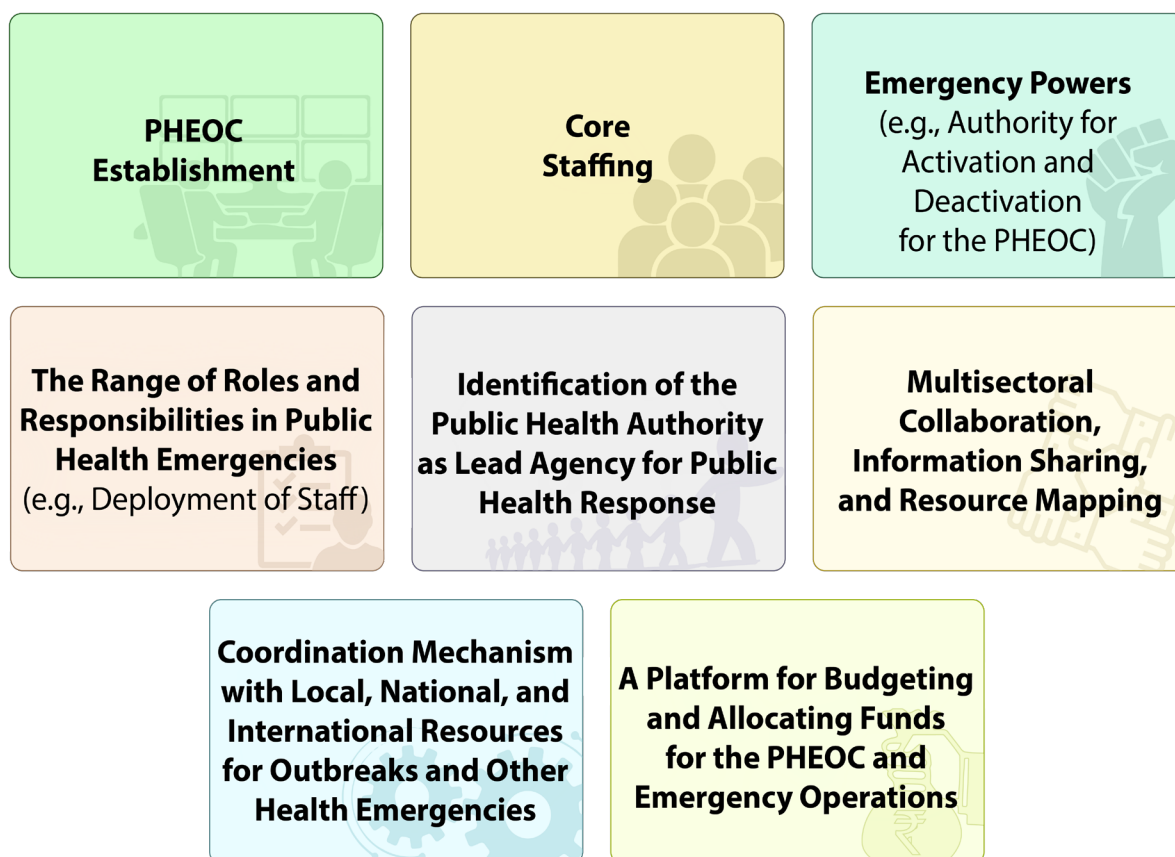 PHEOC
Establishment
Core
Staffing
Emergency Powers
(e.g., Authority for
Activation and
Deactivation
for the PHEOC)
The Range of Roles and
Responsibilities in Public
Health Emergencies
(e.g., Deployment of Staff)
Identification of the
Public Health Authority
as Lead Agency for Public
Health Response
Multisectoral
Collaboration,
Information Sharing,
and Resource Mapping
Coordination Mechanism
with Local, National, and
International Resources
for Outbreaks and Other
Health Emergencies
A Platform for Budgeting
and Allocating Funds
for the PHEOC and
Emergency Operations
₹